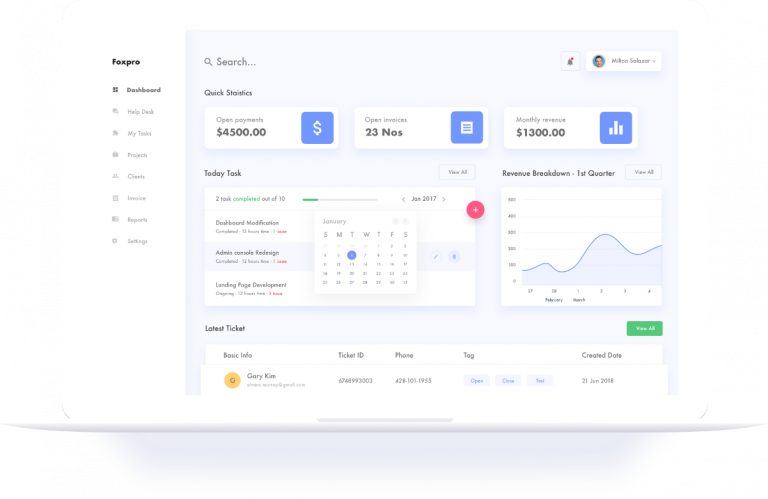 Foxpro
Dashboard
Help Desk
My Tasks
Projects
Clients
Invoice
Reports
Settings
Search...
Milton Salazar
Quick Stastics
Open payments
$4500.00
Open invoices
23 Nos
Monthly revenue
$1300.00
Today Task
View All
2 task completed out of 10
Jan 2017
Dashboard Modification
Completed - 12 hours time - 1 issue
Admin console Redesign
Completed - 12 hours time - 1 issue
Landing Page Development
Ongoing - 12 hours time - 2 issue
January
S M T W T F S
1 2 3
4 5 6 7 8 9 10
11 12 13 14 15 16 17
18 19 20 21 22 23 24
25 26 27 28 29 30 31
Revenue Breakdown - 1st Quarter
View All
500
400
300
200
100
0
27 28 1 2 3 4
February March
Latest Ticket
View All
Basic Info Ticket ID Phone Tag Created Date
G
Gary Kim
6748993003 428-101-1955 Open Close Test 21 Jun 2018